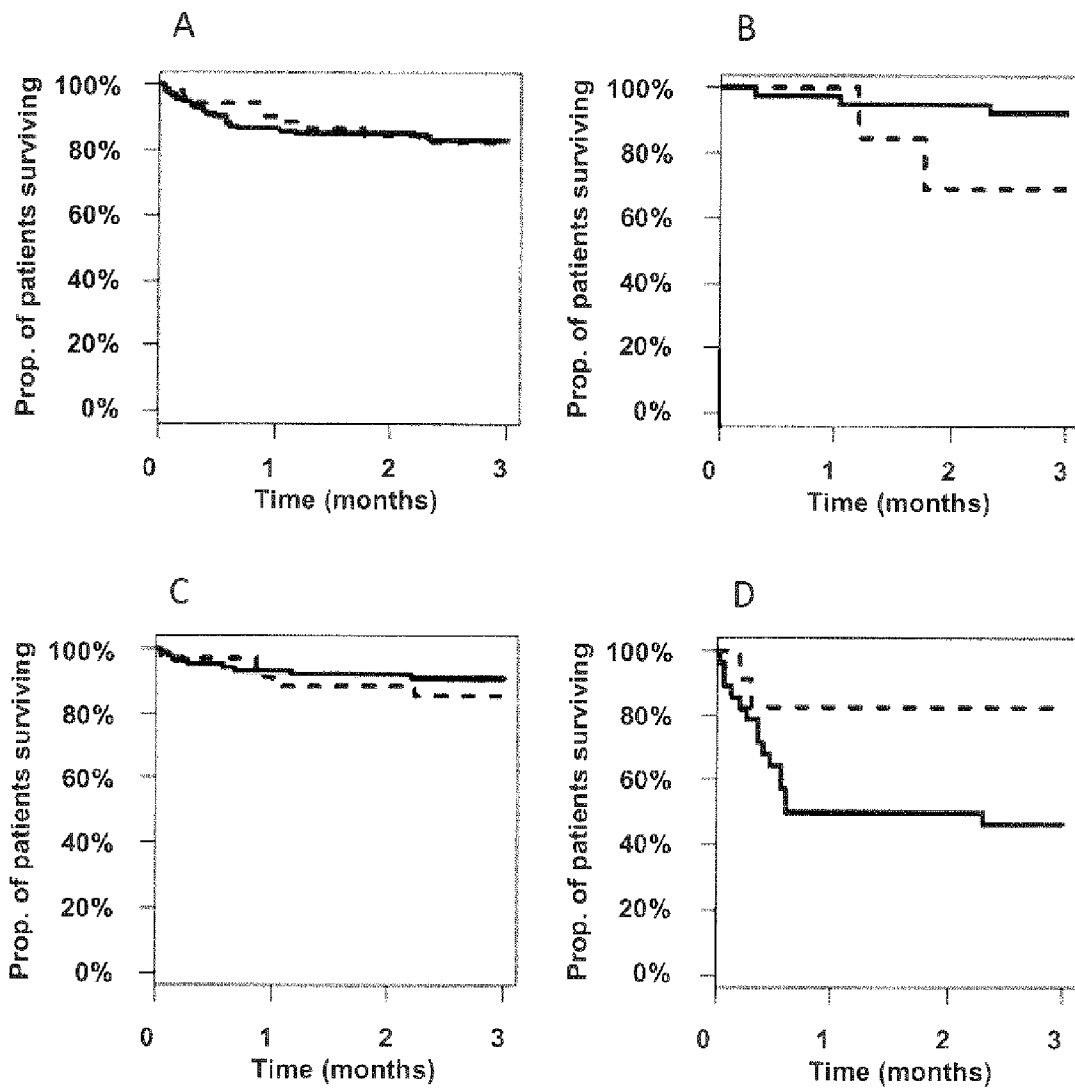 A
Prop. of patients surviving
100%
80%
60%
40%
20%
0%
0 1 2 3
Time (months)
B
Prop. of patients surviving
100%
80%
60%
40%
20%
0%
0 1 2 3
Time (months)
C
Prop. of patients surviving
100%
80%
60%
40%
20%
0%
0 1 2 3
Time (months)
D
Prop. of patients surviving
100%
80%
60%
40%
20%
0%
0 1 2 3
Time (months)